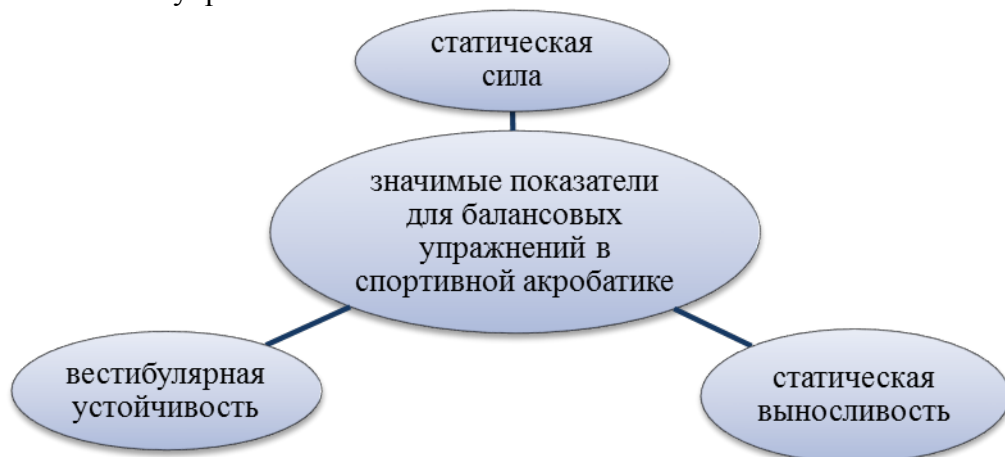 статическая
сила
значимые показатели
для балансовых
упражнений в
спортивной акробатике
вестибулярная
устойчивость
статическая
выносливость